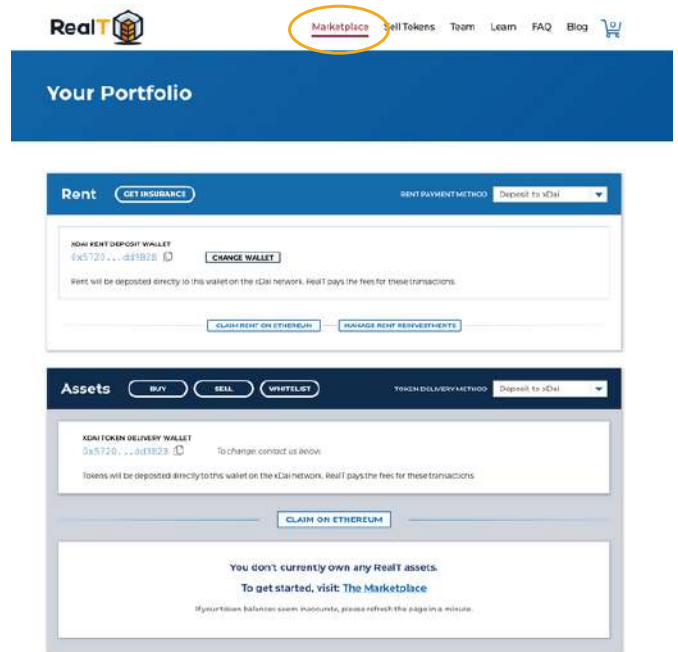 RealT
Marketplace Sell Tokens Team Learn FAQ Blog
Your Portfolio
Rent GET INSURANCE RENT PAYMENT METHOD Deposit to xDai
XDAI RENT DEPOSIT WALLET
0x5720...dd3B28 CHANGE WALLET
Rent will be deposited directly to this wallet on the xDai network. RealT pays the fees for these transactions.
CLAIM RENT ON ETHEREUM MANAGE RENT REINVESTMENTS
Assets BUY SELL WHITELIST TOKEN DELIVERY METHOD Deposit to xDai
XDAI TOKEN DELIVERY WALLET
0x5720...dd3B28 To change, contact us below.
Tokens will be deposited directly to this wallet on the xDai network. RealT pays the fees for these transactions
CLAIM ON ETHEREUM
You don't currently own any RealT assets.
To get started, visit: The Marketplace
If your token balances seem inaccurate, please refresh the page in a minute.